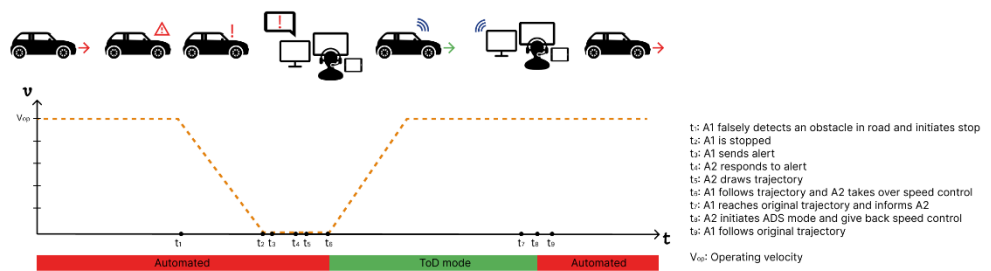 !
!
!
v
Vop
t₁: A1 falsely detects an obstacle in road and initiates stop
t₂: A1 is stopped
t₃: A1 sends alert
t₄: A2 responds to alert
t₅: A2 draws trajectory
t₆: A1 follows trajectory and A2 takes over speed control
t₇: A1 reaches original trajectory and informs A2
t₈: A2 initiates ADS mode and give back speed control
t₉: A1 follows original trajectory
Vop: Operating velocity
t₁ t₂ t₃ t₄ t₅ t₆ t₇ t₈ t₉ t
Automated ToD mode Automated